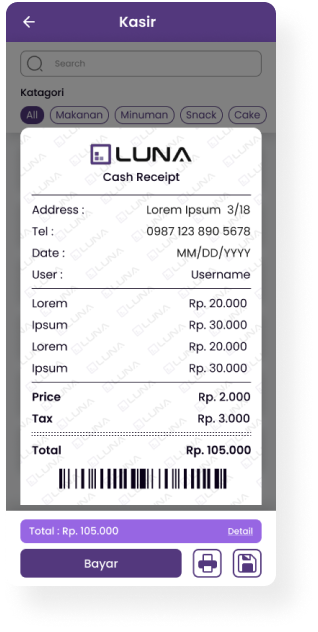 Kasir
Search
Katagori
All Makanan Minuman Snack Cake
LUNA
Cash Receipt
Address : Lorem Ipsum 3/18
Tel : 0987 123 890 5678
Date : MM/DD/YYYY
User : Username
Lorem Rp. 20.000
Ipsum Rp. 30.000
Lorem Rp. 20.000
Ipsum Rp. 30.000
Price Rp. 2.000
Tax Rp. 3.000
Total Rp. 105.000
Total : Rp. 105.000 Detail
Bayar